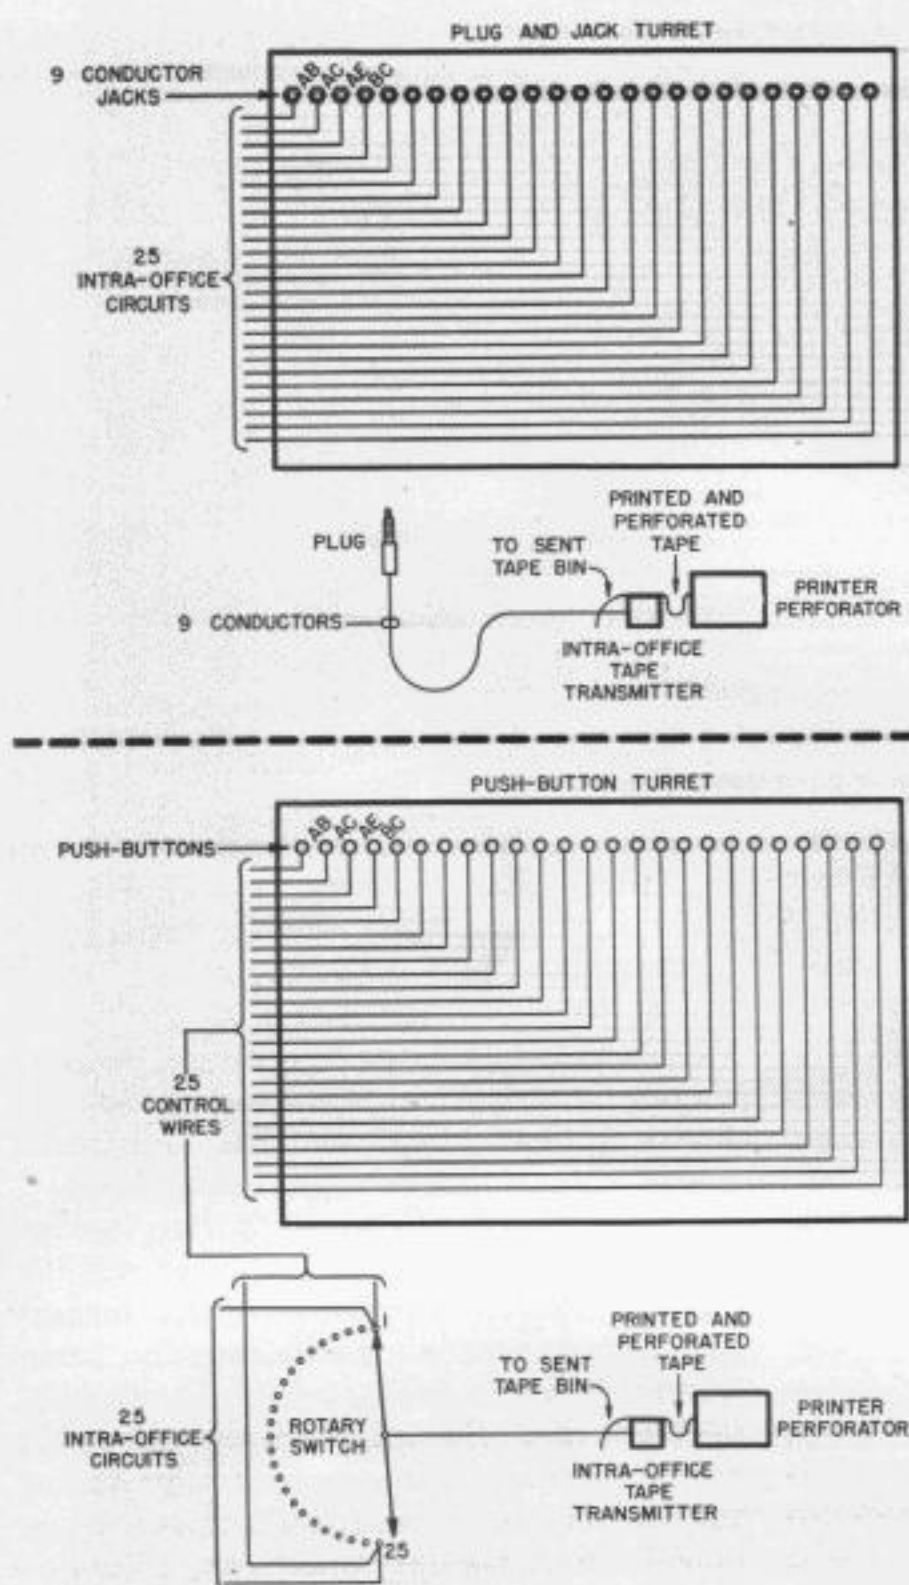 PLUG AND JACK TURRET
9 CONDUCTOR
JACKS
AB
AC
AE
BC
25
INTRA-OFFICE
CIRCUITS
PLUG
9 CONDUCTORS
TO SENT
TAPE BIN
PRINTED AND
PERFORATED
TAPE
PRINTER
PERFORATOR
INTRA-OFFICE
TAPE
TRANSMITTER
PUSH-BUTTON TURRET
PUSH-BUTTONS
AB
AC
AE
BC
25
CONTROL
WIRES
1
ROTARY
SWITCH
25
25
INTRA-OFFICE
CIRCUITS
TO SENT
TAPE BIN
PRINTED AND
PERFORATED
TAPE
PRINTER
PERFORATOR
INTRA-OFFICE
TAPE
TRANSMITTER